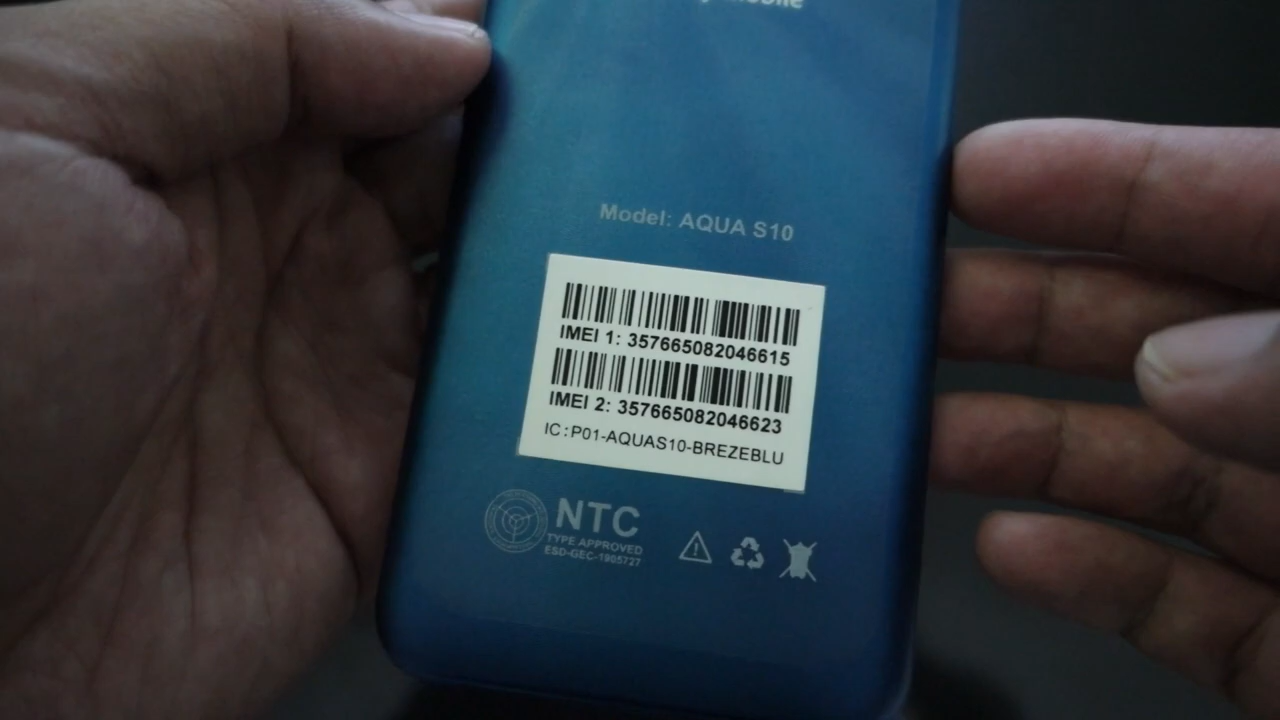 Model: AQUA S10
IMEI 1: 357665082046615
IMEI 2: 357665082046623
IC:P01-AQUAS10-BREZEBLU
NTC
TYPE APPROVED
ESD-GEC-1905727